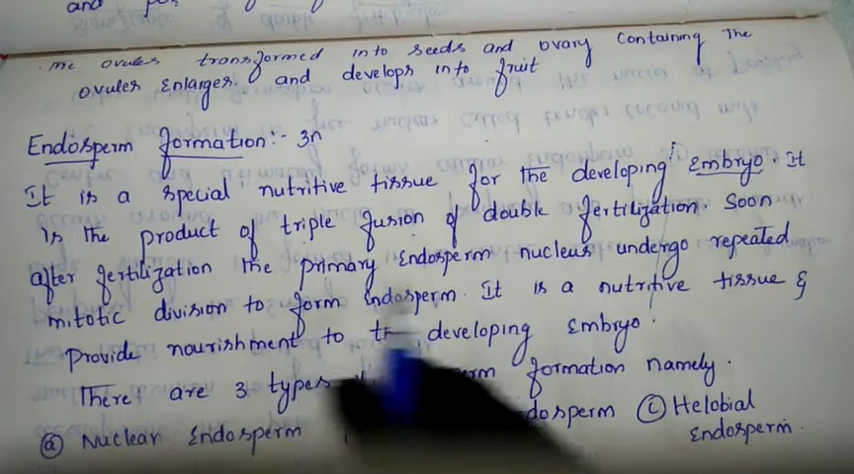 and
The ovules transformed into seeds and ovary containing the
ovules enlarges. and develops into fruit
Endosperm formation:- 3n
It is a special nutritive tissue for the developing embryo. It
is the product of triple fusion of double fertilization. Soon
after fertilization the primary Endosperm nucleus undergo repeated
mitotic division to form Endosperm. It is a nutritive tissue &
provide nourishment to developing Embryo.
There are 3 types formation namely.
(a) Nuclear Endosperm (c) Helobial
Endosperm.